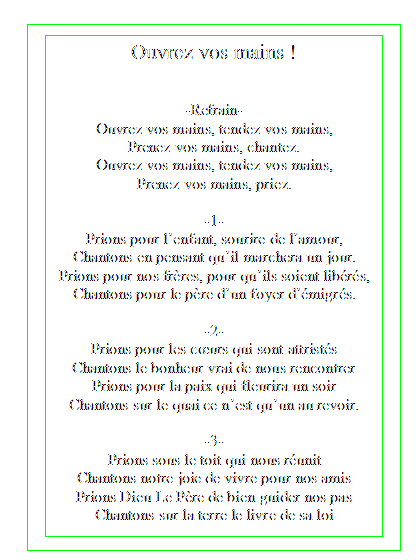 Ouvrez vos mains !
-Refrain-
Ouvrez vos mains, tendez vos mains,
Prenez vos mains, chantez.
Ouvrez vos mains, tendez vos mains,
Prenez vos mains, priez.
-1-
Prions pour l'enfant, sourire de l'amour,
Chantons en pensant qu'il marchera un jour.
Prions pour nos frères, pour qu'ils soient libérés,
Chantons pour le père d'un foyer d'émigrés.
-2-
Prions pour les cœurs qui sont attristés
Chantons le bonheur vrai de nous rencontrer
Prions pour la paix qui fleurira un soir
Chantons sur le quai ce n'est qu'un au revoir.
-3-
Prions sous le toit qui nous réunit
Chantons notre joie de vivre pour nos amis
Prions Dieu Le Père de bien guider nos pas
Chantons sur la terre le livre de sa loi